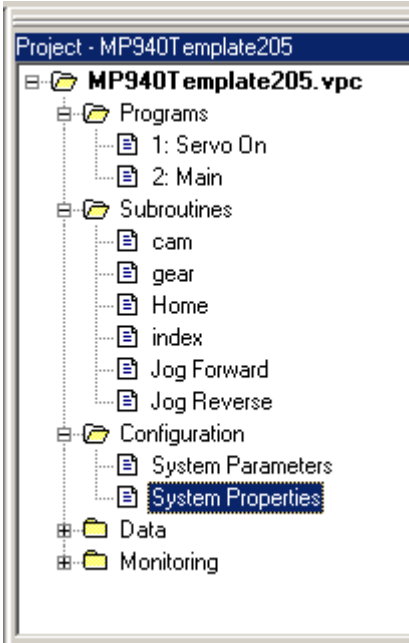 Project - MP940Template205
MP940Template205.vpc
Programs
1: Servo On
2: Main
Subroutines
cam
gear
Home
index
Jog Forward
Jog Reverse
Configuration
System Parameters
System Properties
Data
Monitoring